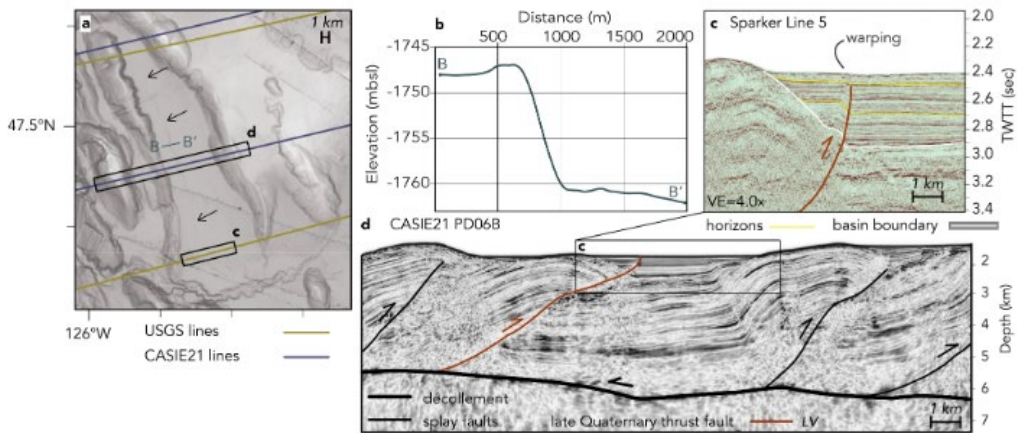 a
1 km
H
47.5°N
d
B
B'
c
126°W
USGS lines
CASIE21 lines
b
Distance (m)
500
1000
1500
2000
-1745
-1750
-1755
-1760
Elevation (mbsl)
B
B'
c Sparker Line 5
warping
2.0
2.2
2.4
2.6
2.8
3.0
3.2
3.4
TWTT (sec)
1 km
VE=4.0x
horizons
basin boundary
d CASIE21 PD06B
c
2
3
4
5
6
7
Depth (km)
décollement
splay faults
late Quaternary thrust fault
LV
1 km